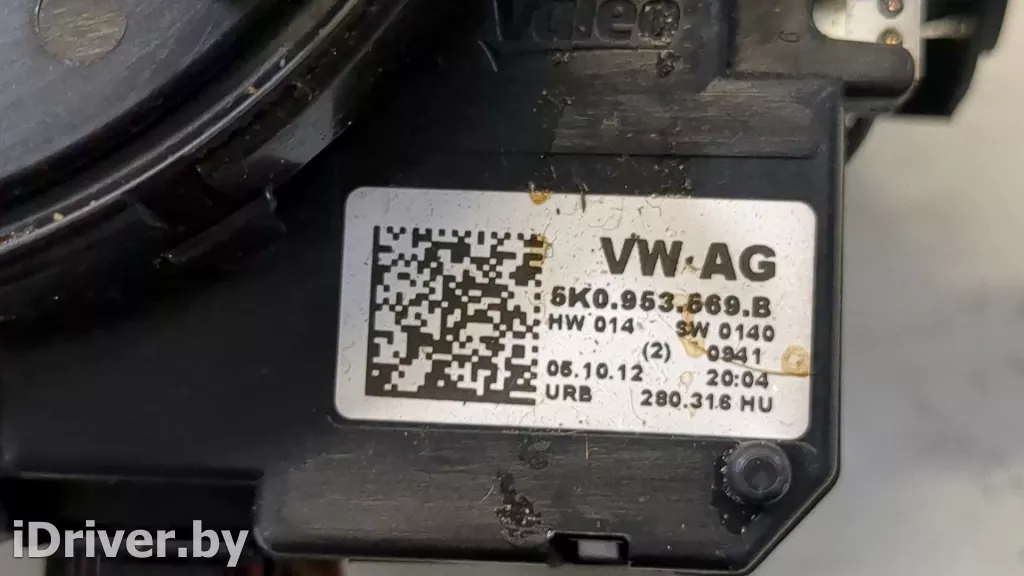 Valeo
VW AG
5K0.953.569.B
HW 014 SW 0140
(2) 0941
05.10.12 20:04
URB 280.316 HU
iDriver.by